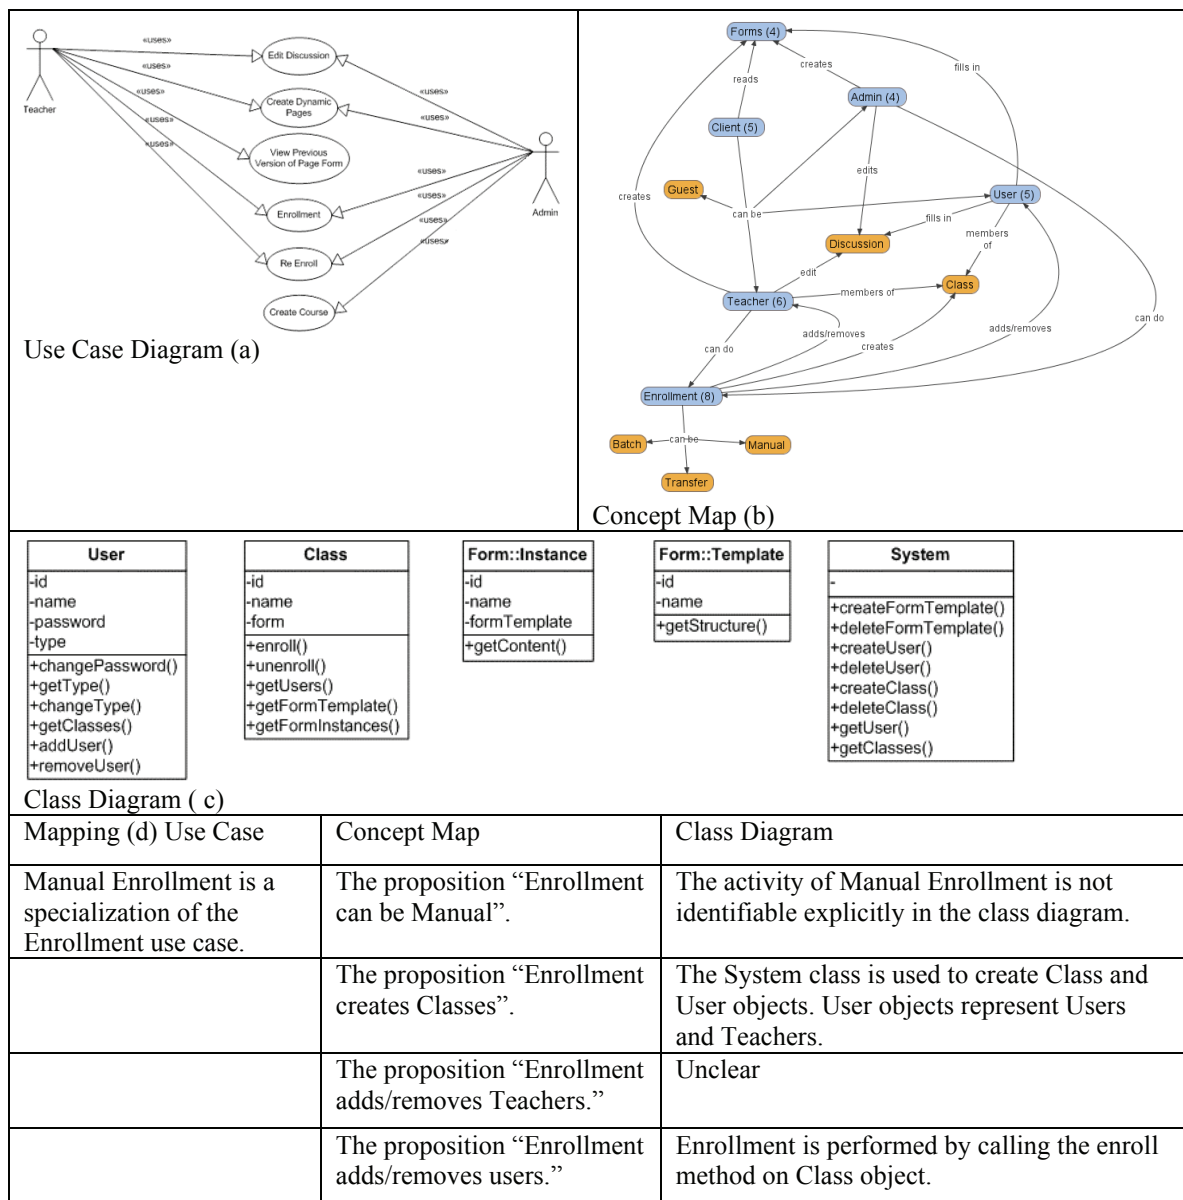 «uses»
Edit Discussion
«uses»
«uses»
«uses»
Teacher
Create Dynamic
Pages
«uses»
«uses»
«uses»
View Previous
Version of Page Form
«uses»
Enrollment
«uses»
Admin
«uses»
Re Enroll
«uses»
Create Course
Use Case Diagram (a)
Forms (4)
creates
fills in
reads
Admin (4)
Client (5)
edits
Guest
creates
User (5)
can be
fills in
members
of
Discussion
edit
Class
members of
Teacher (6)
can do
adds/removes
adds/removes
creates
can do
Enrollment (8)
Batch
can be
Manual
Transfer
Concept Map (b)
User
-id
-name
-password
-type
+changePassword()
+getType()
+changeType()
+getClasses()
+addUser()
+removeUser()
Class
-id
-name
-form
+enroll()
+unenroll()
+getUsers()
+getFormTemplate()
+getFormInstances()
Form::Instance
-id
-name
-formTemplate
+getContent()
Form::Template
-id
-name
+getStructure()
System
-
+createFormTemplate()
+deleteFormTemplate()
+createUser()
+deleteUser()
+createClass()
+deleteClass()
+getUser()
+getClasses()
Class Diagram ( c)
Mapping (d) Use Case
Concept Map
Class Diagram
Manual Enrollment is a
specialization of the
Enrollment use case.
The proposition “Enrollment
can be Manual”.
The activity of Manual Enrollment is not
identifiable explicitly in the class diagram.
The proposition “Enrollment
creates Classes”.
The System class is used to create Class and
User objects. User objects represent Users
and Teachers.
The proposition “Enrollment
adds/removes Teachers.”
Unclear
The proposition “Enrollment
adds/removes users.”
Enrollment is performed by calling the enroll
method on Class object.